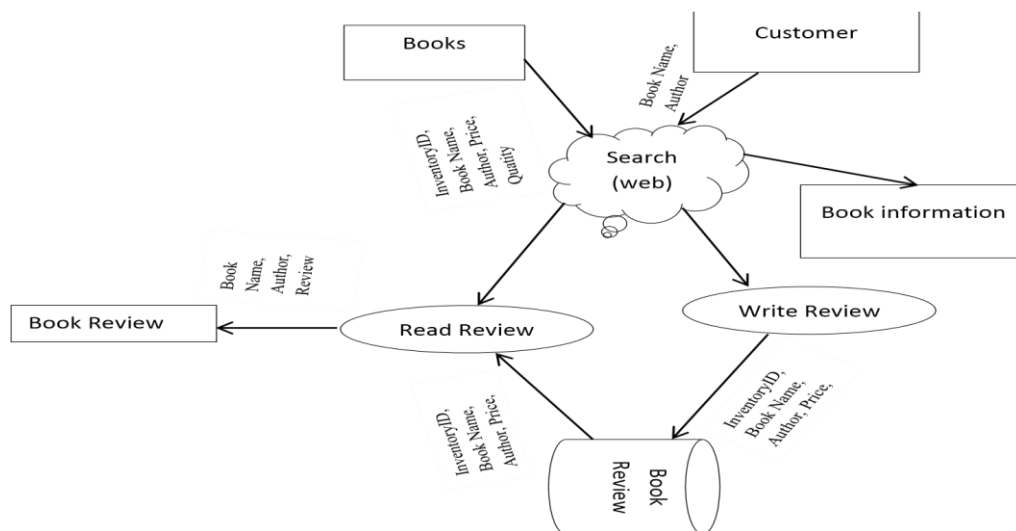 Books
Customer
Book Name,
Author
InventoryID,
Book Name,
Author, Price,
Quatity
Search
(web)
Book information
Book
Name,
Author,
Review
Book Review
Read Review
Write Review
InventoryID,
Book Name,
Author, Price,
InventoryID,
Book Name,
Author, Price,
Book
Review